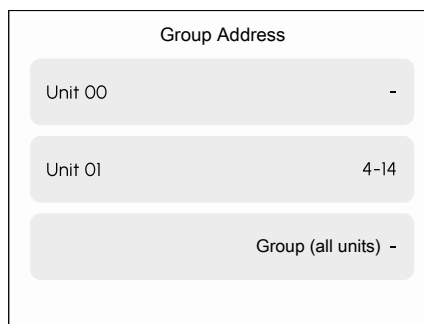 Group Address
Unit 00 -
Unit 01 4-14
Group (all units) -